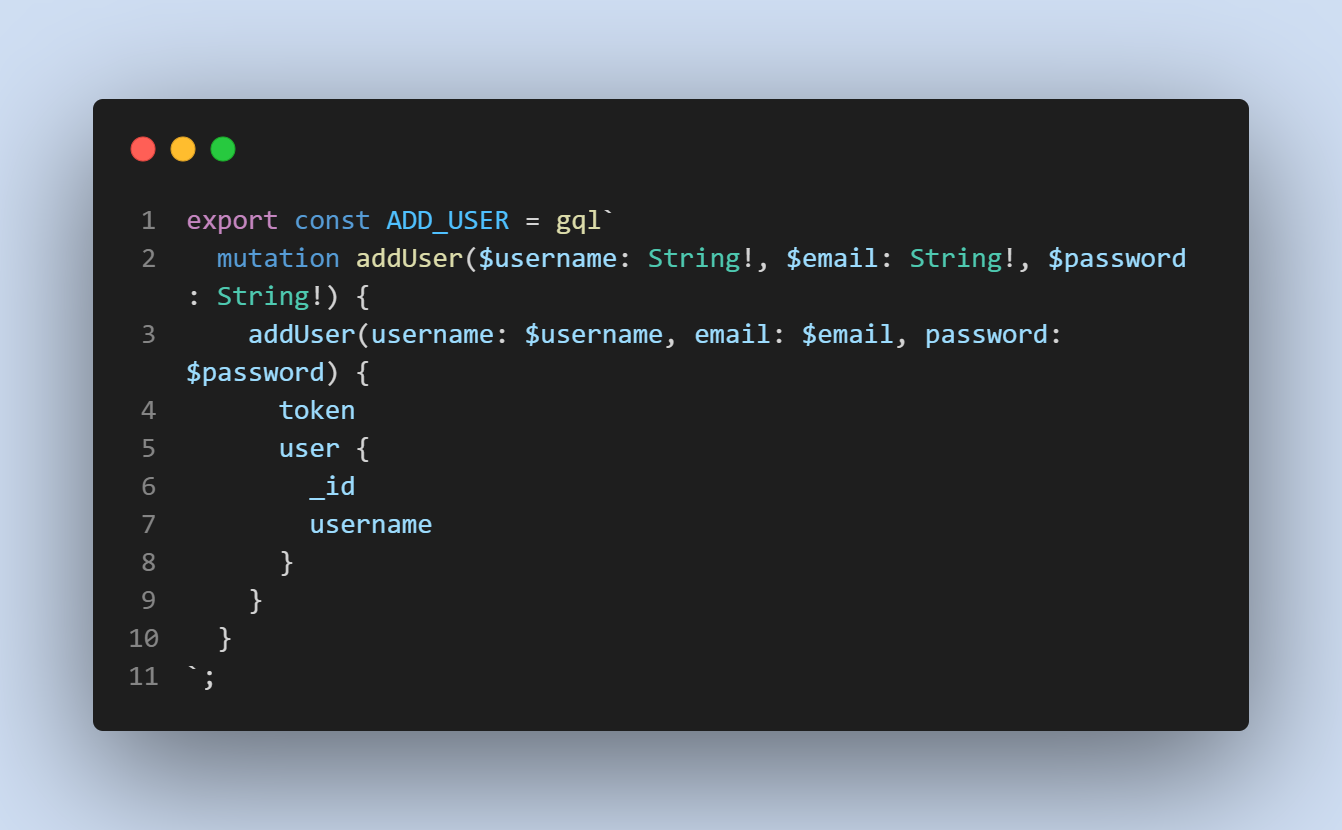 1 export const ADD_USER = gql`
2   mutation addUser($username: String!, $email: String!, $password
: String!) {
3     addUser(username: $username, email: $email, password:
$password) {
4       token
5       user {
6         _id
7         username
8       }
9     }
10   }
11 `;